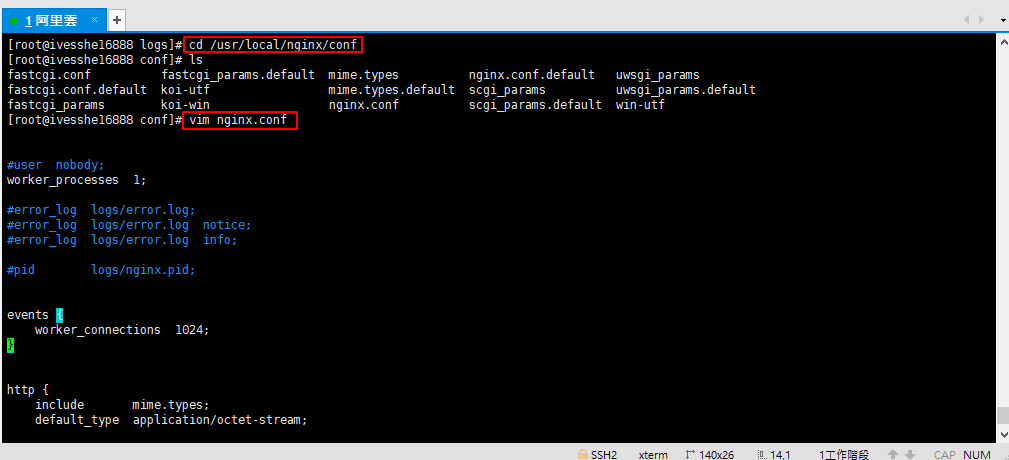 1 阿里雲 × +
[root@ivesshe16888 logs]# cd /usr/local/nginx/conf
[root@ivesshe16888 conf]# ls
fastcgi.conf fastcgi_params.default mime.types nginx.conf.default uwsgi_params
fastcgi.conf.default koi-utf mime.types.default scgi_params uwsgi_params.default
fastcgi_params koi-win nginx.conf scgi_params.default win-utf
[root@ivesshe16888 conf]# vim nginx.conf
#user  nobody;
worker_processes  1;
#error_log  logs/error.log;
#error_log  logs/error.log  notice;
#error_log  logs/error.log  info;
#pid        logs/nginx.pid;
events {
    worker_connections  1024;
}
http {
    include       mime.types;
    default_type  application/octet-stream;
SSH2 xterm 140x26 14,1 1工作階段 CAP NUM